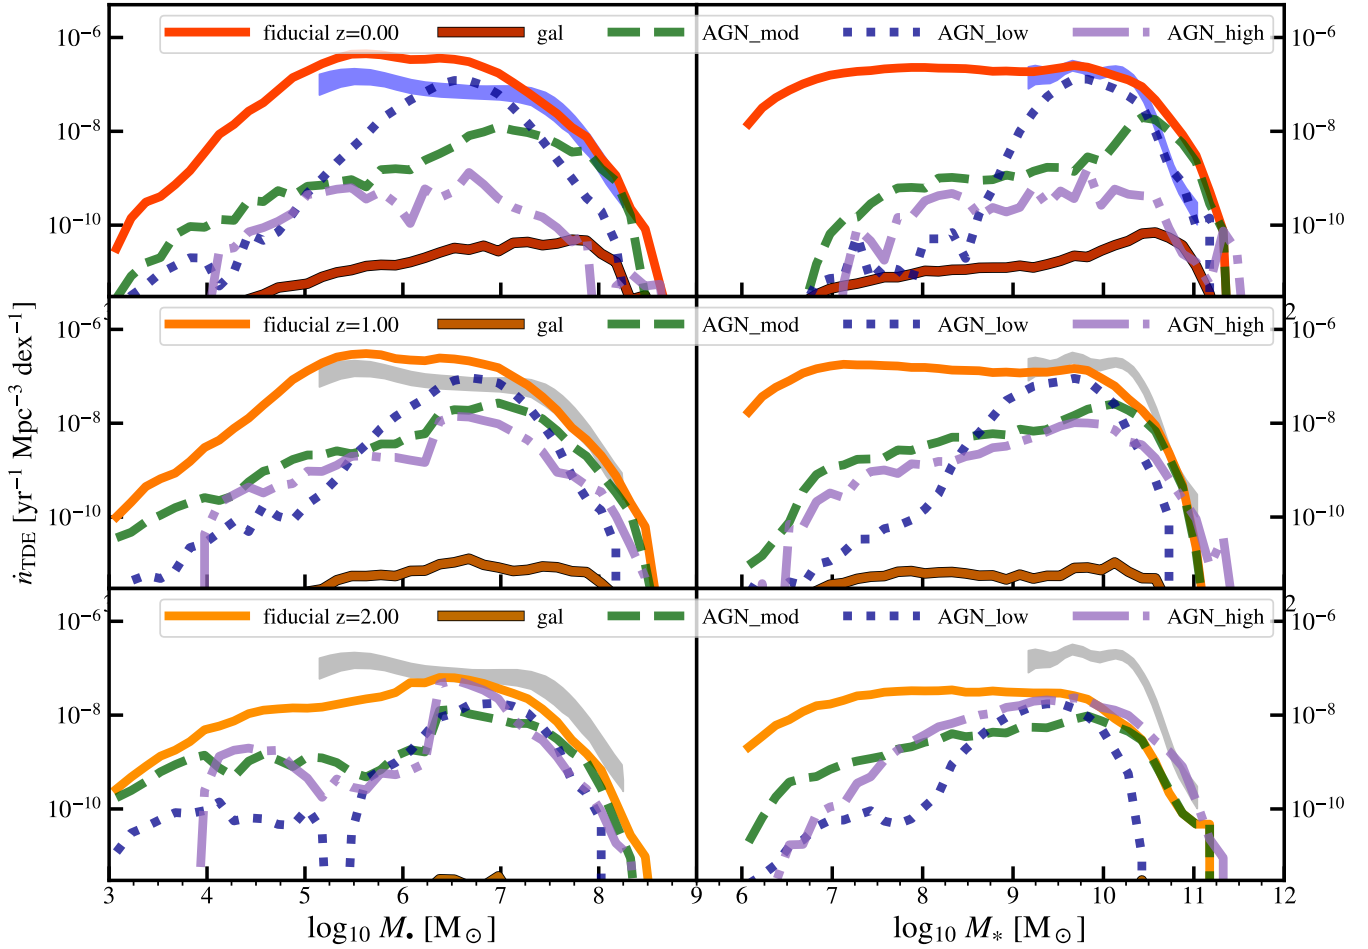 10⁻⁶
fiducial z=0.00 gal AGN_mod AGN_low AGN_high
10⁻⁶
10⁻⁸
10⁻⁸
10⁻¹⁰
10⁻¹⁰
10⁻⁶
fiducial z=1.00 gal AGN_mod AGN_low AGN_high
2
10⁻⁶
10⁻⁸
10⁻⁸
10⁻¹⁰
10⁻¹⁰
ṅ_TDE [yr⁻¹ Mpc⁻³ dex⁻¹]
10⁻⁶
fiducial z=2.00 gal AGN_mod AGN_low AGN_high
2
10⁻⁶
10⁻⁸
10⁻⁸
10⁻¹⁰
10⁻¹⁰
3 4 5 6 7 8 9
6 7 8 9 10 11 12
log₁₀ M• [M⊙]
log₁₀ M* [M⊙]